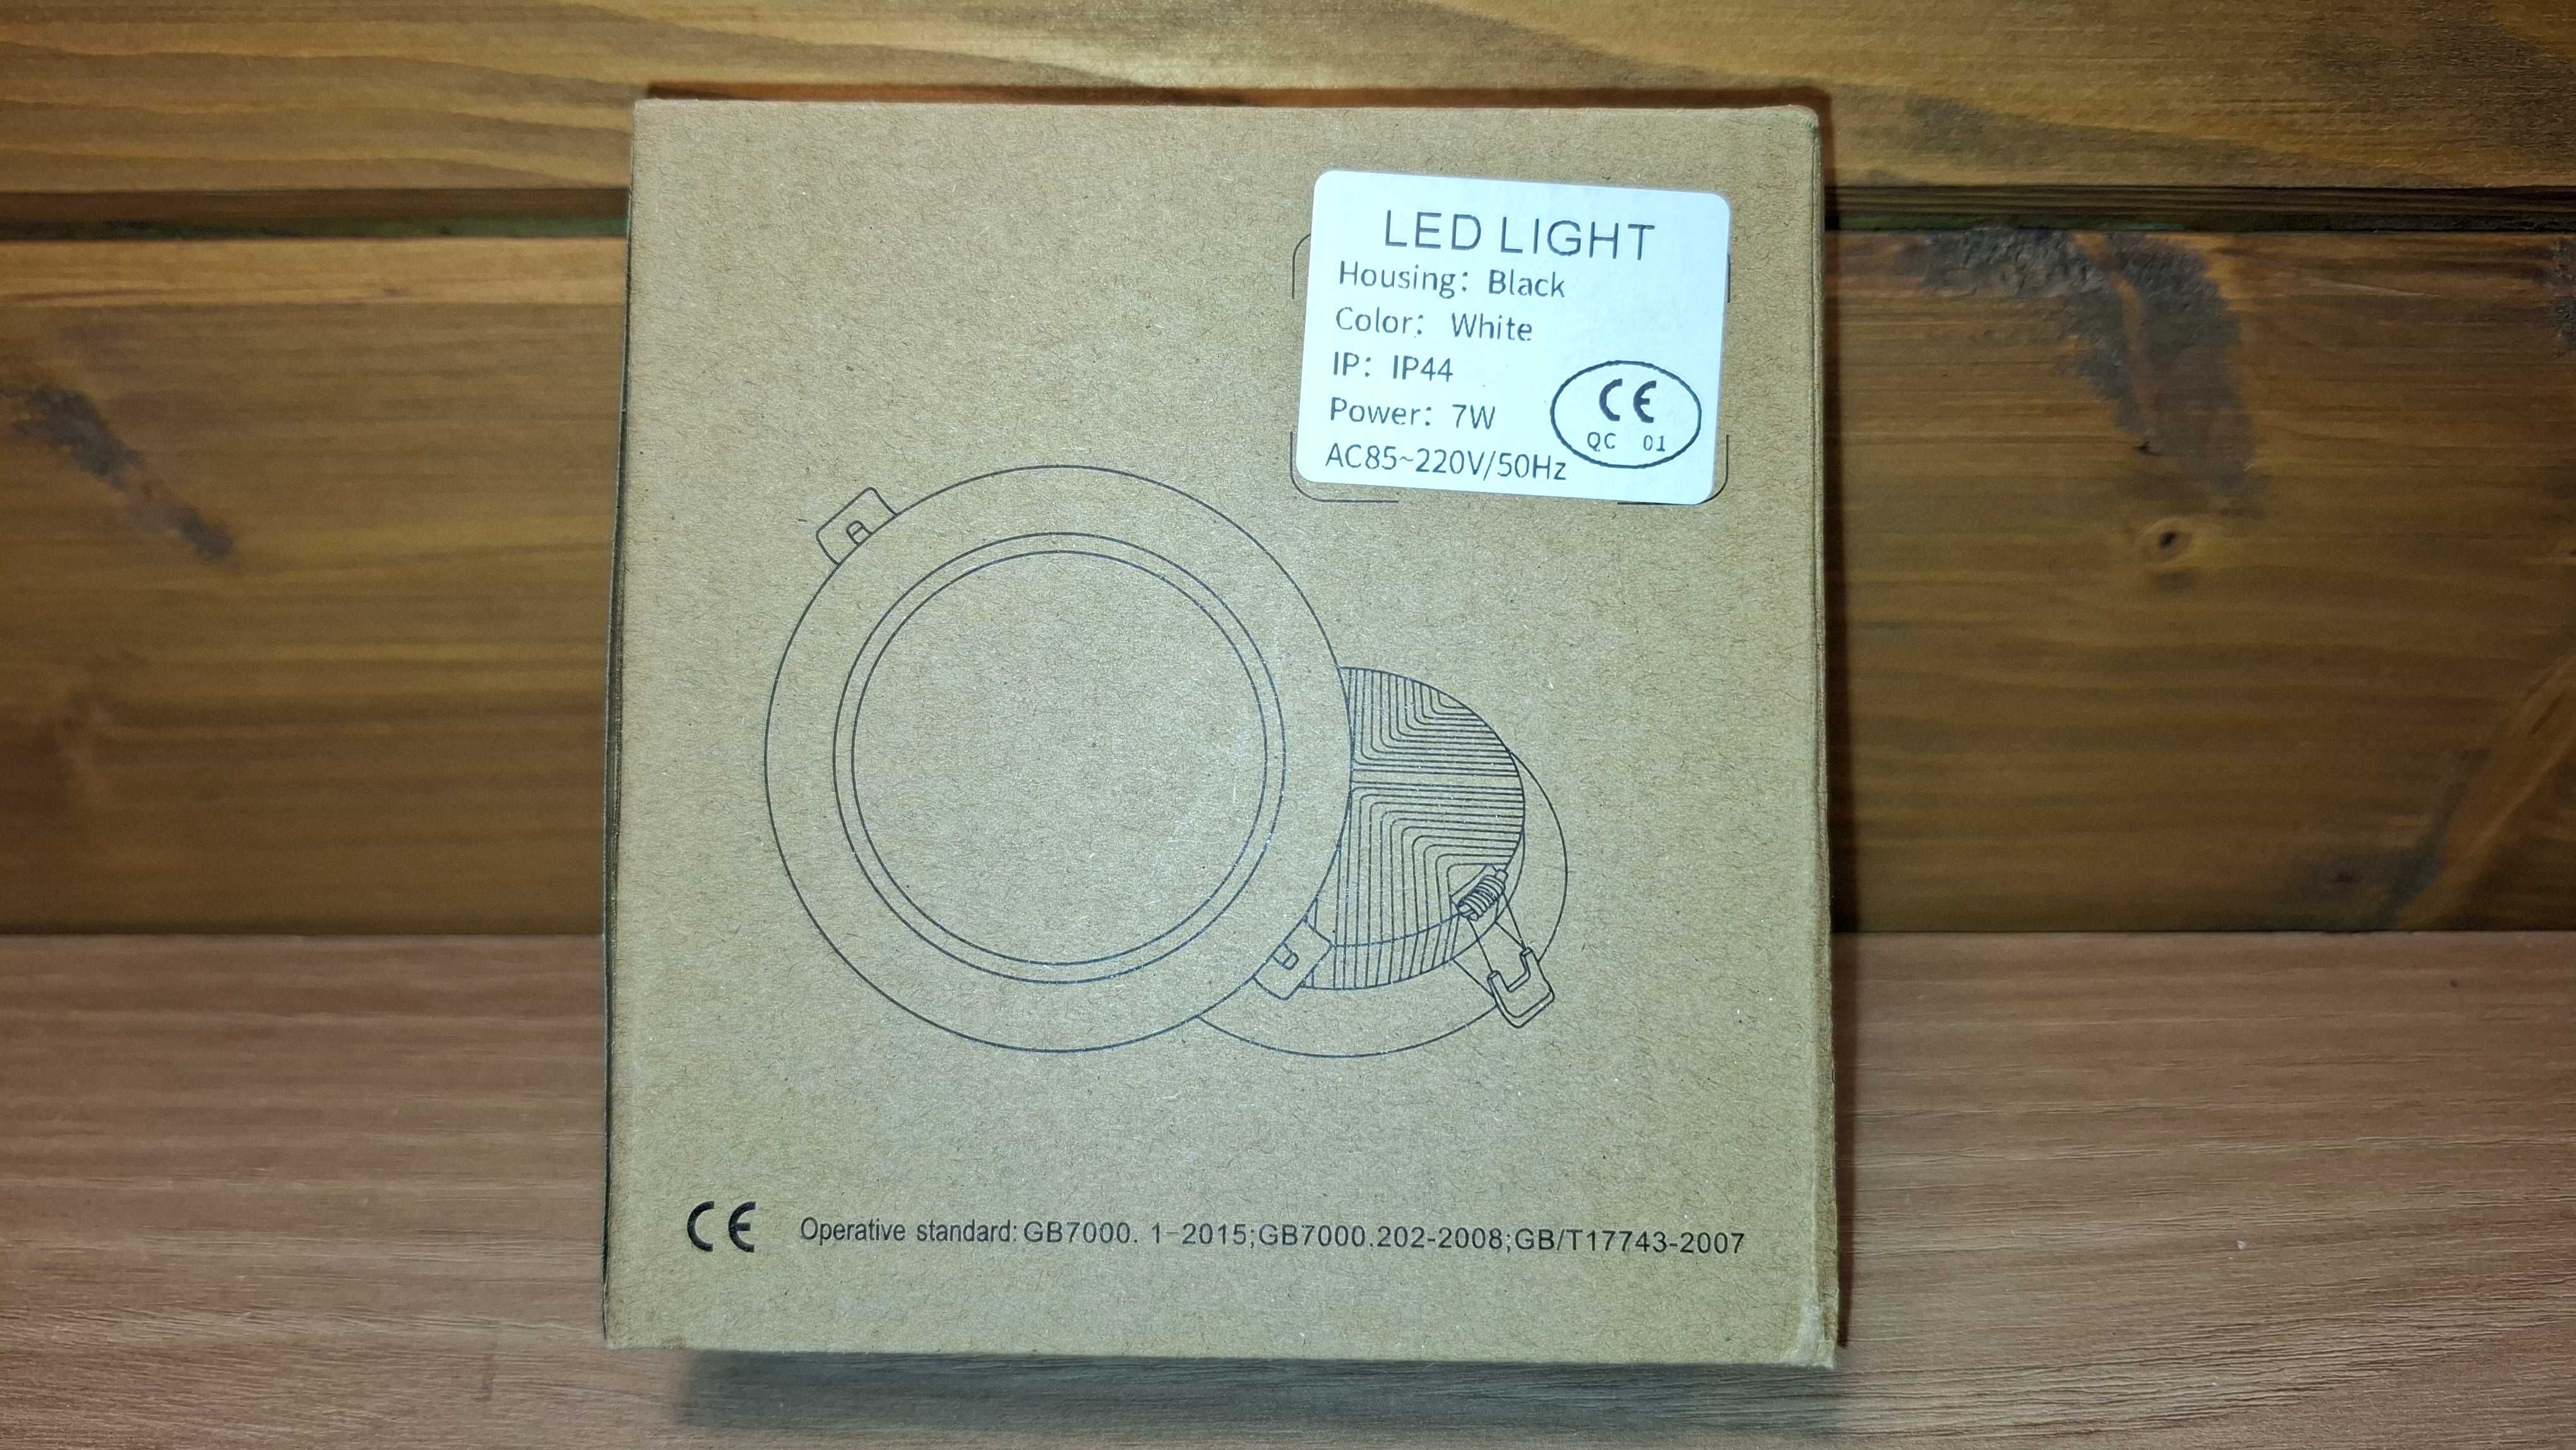 LED LIGHT
Housing: Black
Color: White
IP: IP44
Power: 7W
AC85~220V/50Hz
CE
QC 01
CE Operative standard: GB7000. 1-2015;GB7000.202-2008;GB/T17743-2007